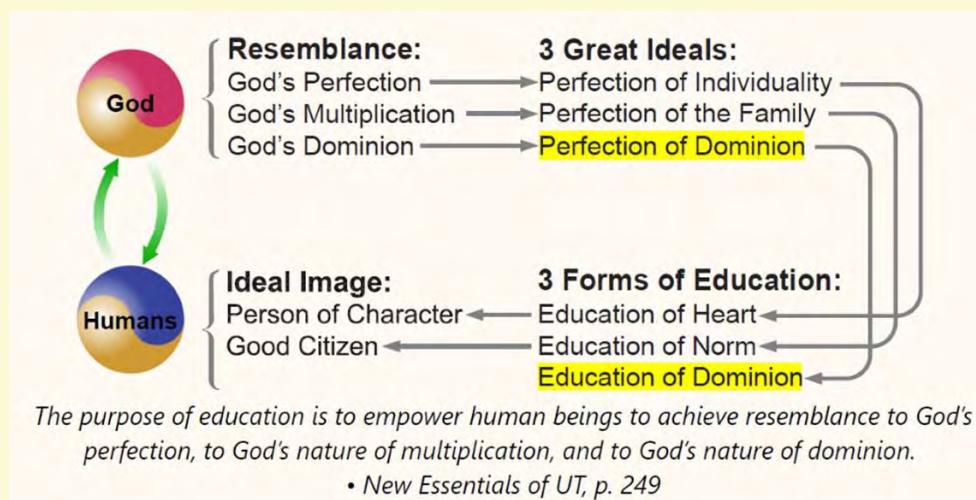 God
Resemblance:
God's Perfection
God's Multiplication
God's Dominion
3 Great Ideals:
Perfection of Individuality
Perfection of the Family
Perfection of Dominion
Humans
Ideal Image:
Person of Character
Good Citizen
3 Forms of Education:
Education of Heart
Education of Norm
Education of Dominion
The purpose of education is to empower human beings to achieve resemblance to God's
perfection, to God's nature of multiplication, and to God's nature of dominion.
• New Essentials of UT, p. 249